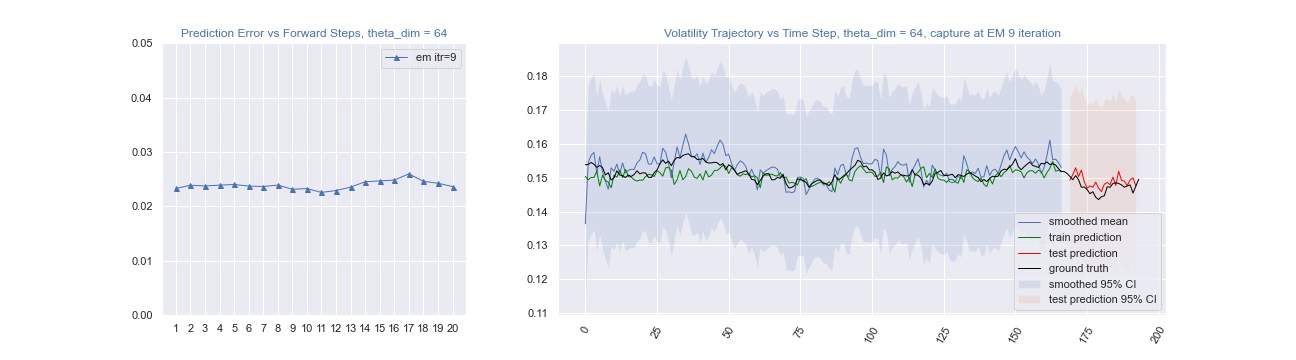 Prediction Error vs Forward Steps, theta_dim = 64
0.05
0.04
0.03
0.02
0.01
0.00
em itr=9
1 2 3 4 5 6 7 8 9 10 11 12 13 14 15 16 17 18 19 20
Volatility Trajectory vs Time Step, theta_dim = 64, capture at EM 9 iteration
0.18
0.17
0.16
0.15
0.14
0.13
0.12
0.11
smoothed mean
train prediction
test prediction
ground truth
smoothed 95% CI
test prediction 95% CI
0 25 50 75 100 125 150 175 200